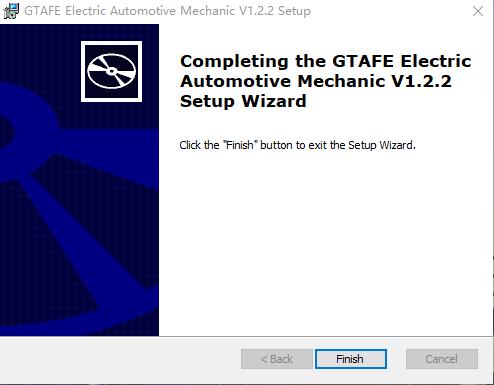 GTAFE Electric Automotive Mechanic V1.2.2 Setup
Completing the GTAFE Electric
Automotive Mechanic V1.2.2
Setup Wizard
Click the "Finish" button to exit the Setup Wizard.
< Back Finish Cancel